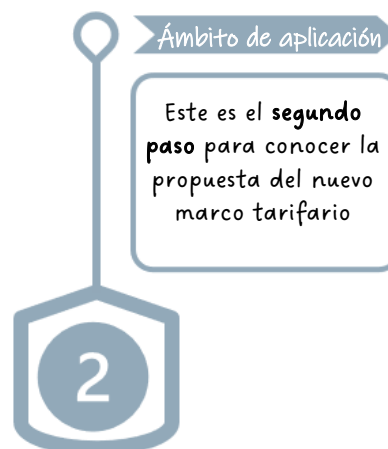 Ámbito de aplicación
Este es el segundo
paso para conocer la
propuesta del nuevo
marco tarifario
2